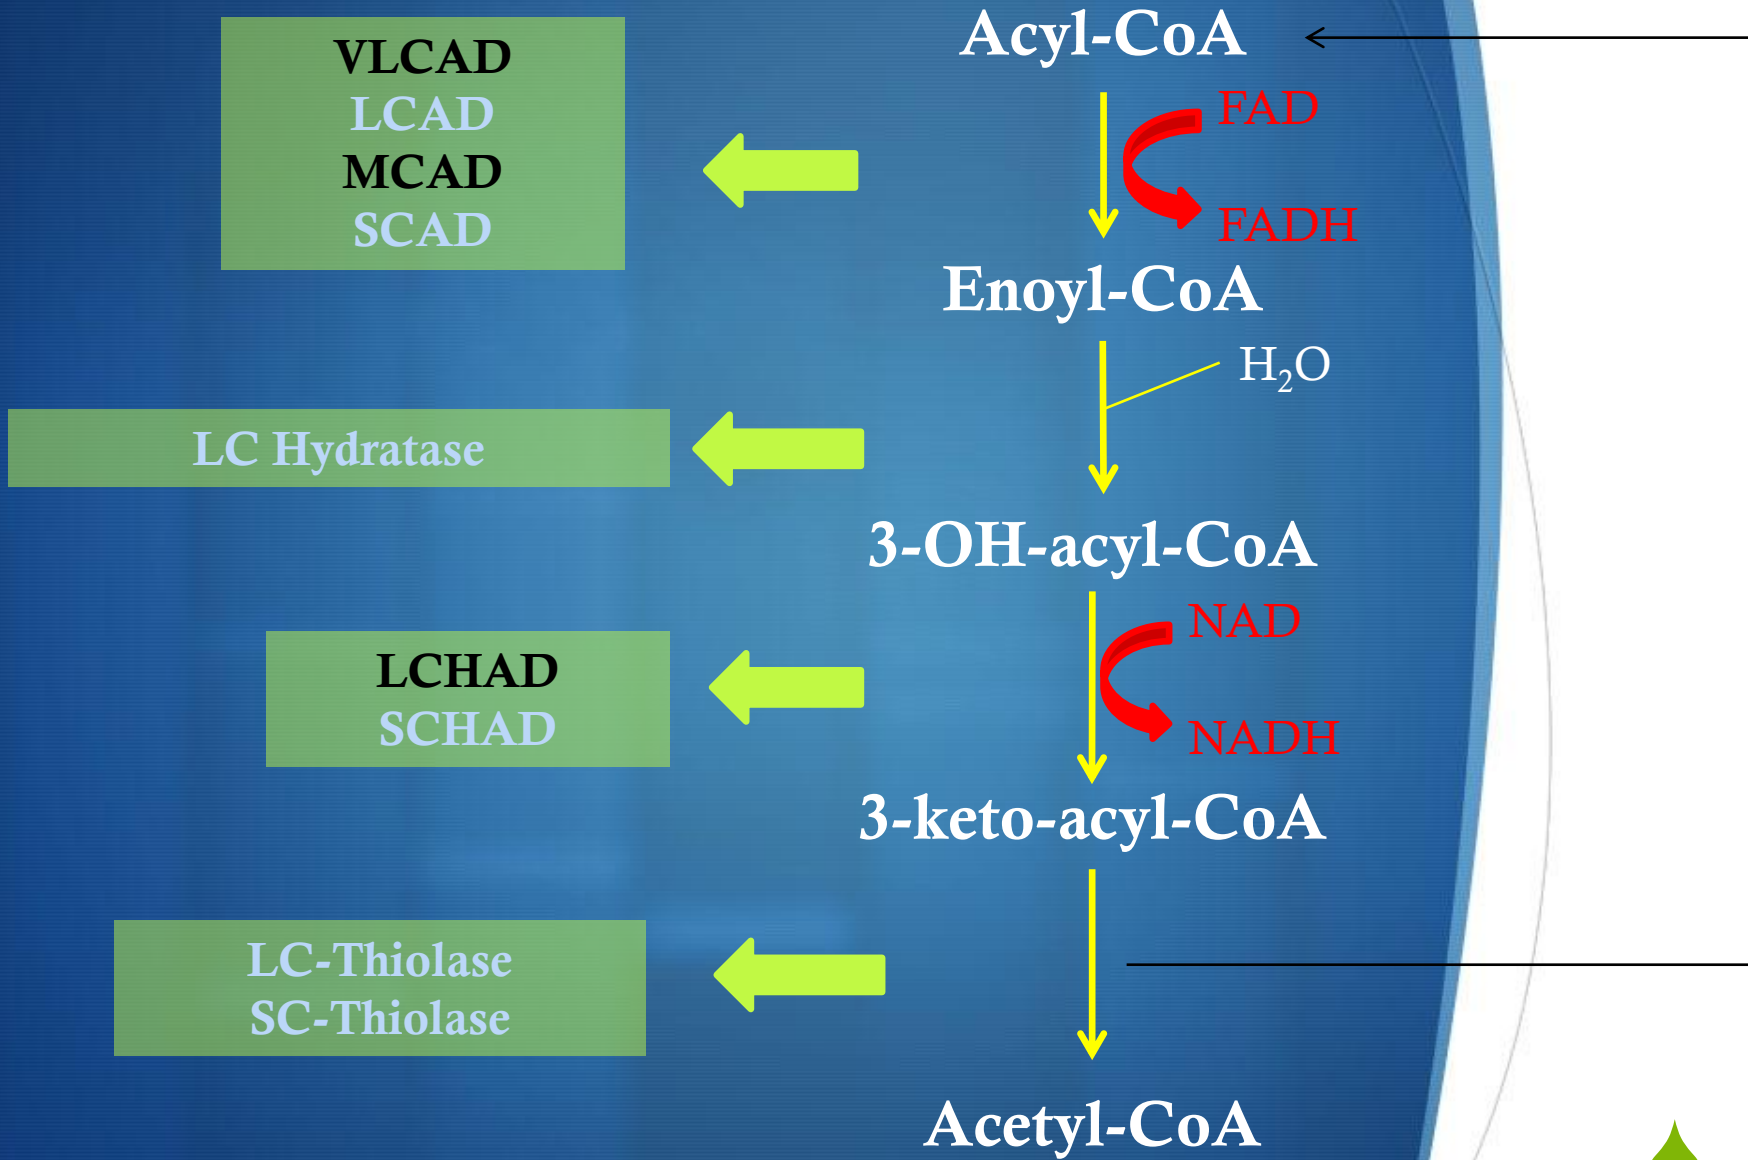 VLCAD
LCAD
MCAD
SCAD
Acyl-CoA
FAD
FADH
Enoyl-CoA
H₂O
LC Hydratase
3-OH-acyl-CoA
NAD
NADH
LCHAD
SCHAD
3-keto-acyl-CoA
LC-Thiolase
SC-Thiolase
Acetyl-CoA